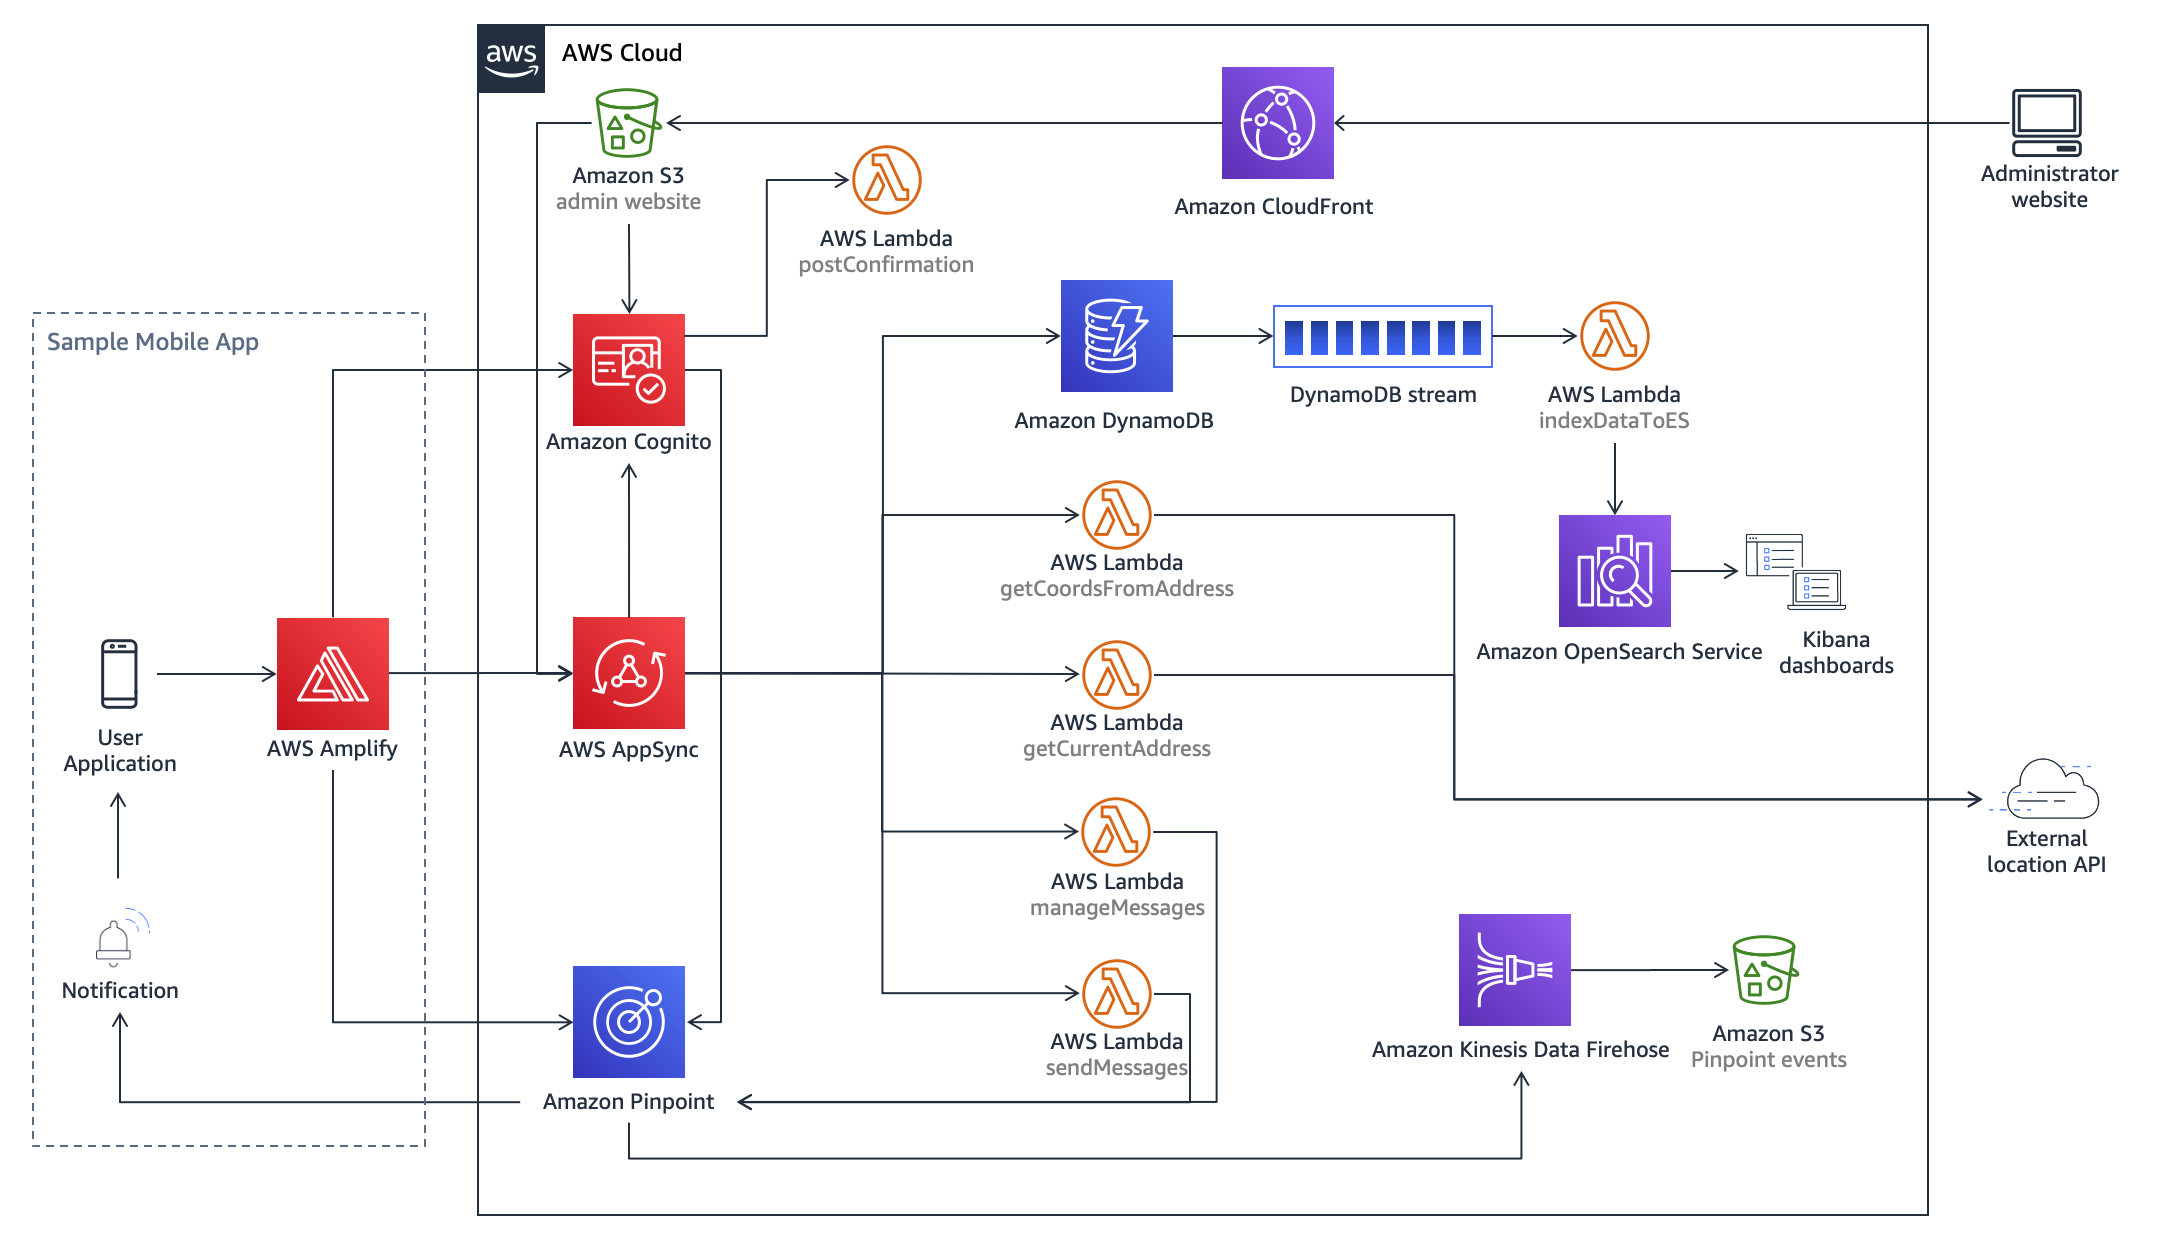 aws
AWS Cloud
Amazon S3
admin website
AWS Lambda
postConfirmation
Amazon CloudFront
Administrator
website
Sample Mobile App
Amazon Cognito
Amazon DynamoDB
DynamoDB stream
AWS Lambda
indexDataToES
AWS Lambda
getCoordsFromAddress
Amazon OpenSearch Service
Kibana
dashboards
User
Application
AWS Amplify
AWS AppSync
AWS Lambda
getCurrentAddress
External
location API
AWS Lambda
manageMessages
Notification
AWS Lambda
sendMessages
Amazon Kinesis Data Firehose
Amazon S3
Pinpoint events
Amazon Pinpoint